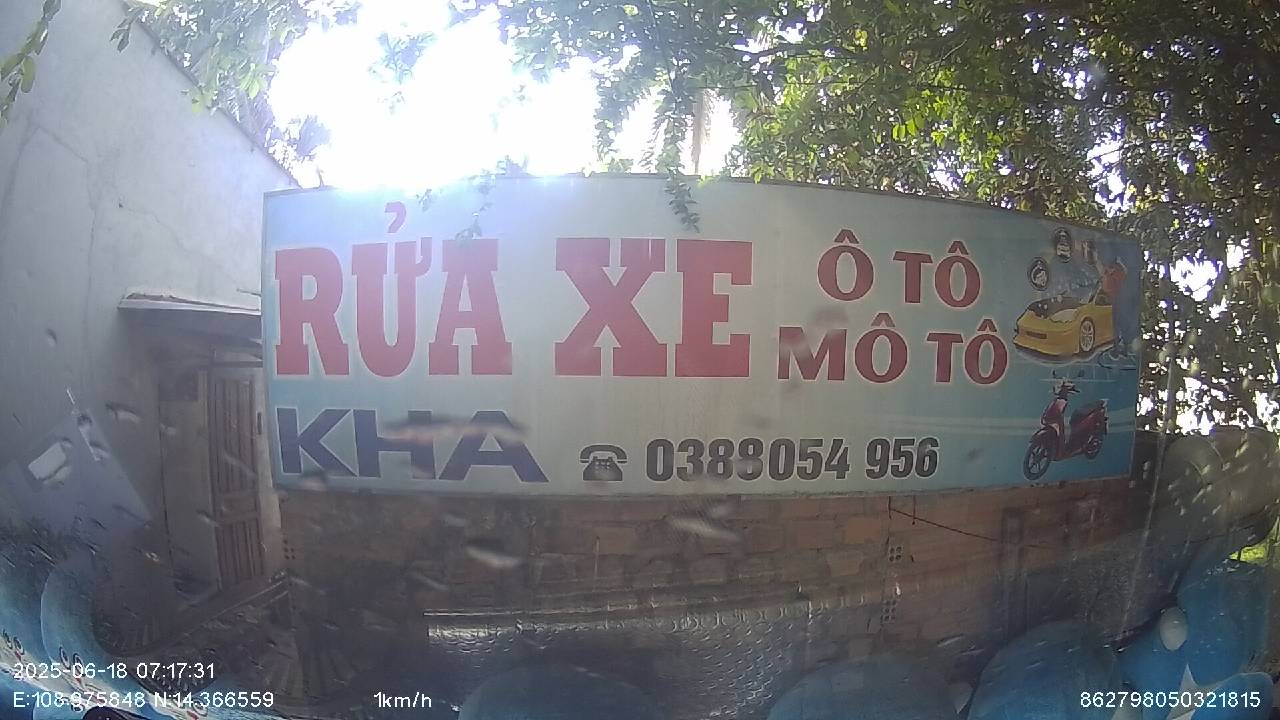 RỬA XE Ô TÔ
MÔ TÔ
KHA ☎ 0388054 956
2025-06-18 07:17:31
E:108.975848 N:14.366559 1km/h 862798050321815